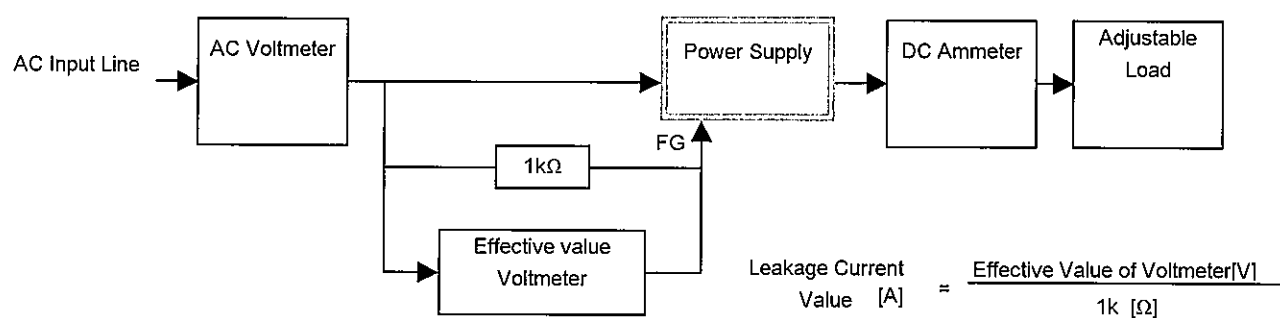 AC Input Line
AC Voltmeter
Power Supply
DC Ammeter
Adjustable
Load
FG
1kΩ
Effective value
Voltmeter
Leakage Current
Value [A]
=
Effective Value of Voltmeter[V]
1k [Ω]